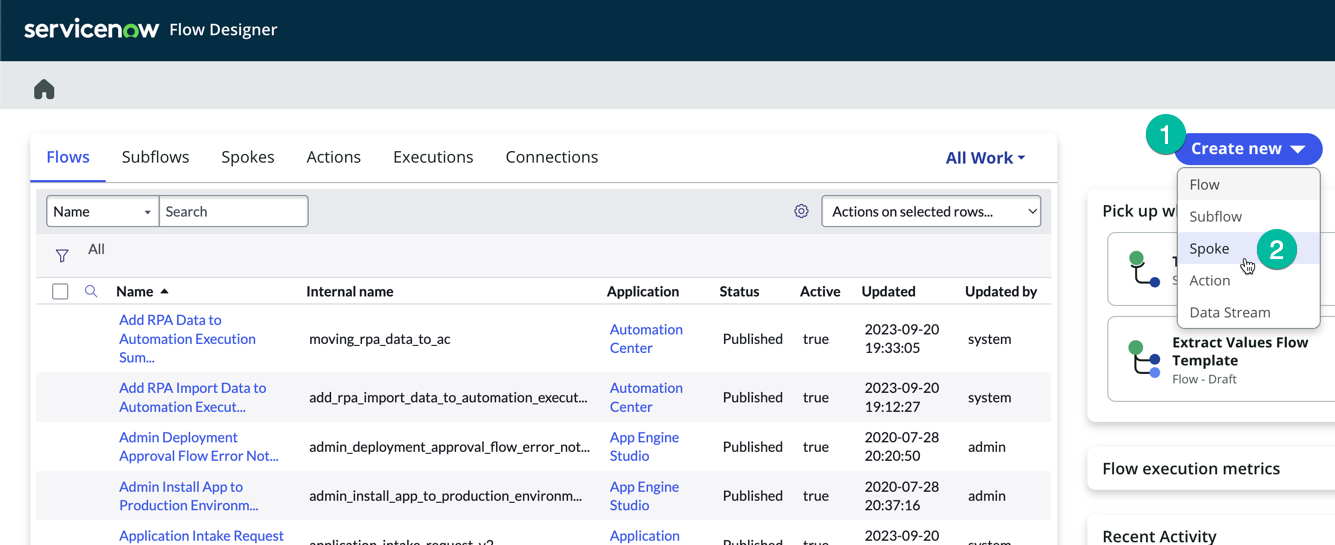 servicenow Flow Designer
Flows Subflows Spokes Actions Executions Connections All Work
1
Create new
Flow
Subflow
Spoke
2
Action
Data Stream
Name Search Actions on selected rows...
All
Name Internal name Application Status Active Updated Updated by
Add RPA Data to
Automation Execution
Sum...
moving_rpa_data_to_ac
Automation
Center
Published
true
2023-09-20
19:33:05
system
Add RPA Import Data to
Automation Execut...
add_rpa_import_data_to_automation_execut...
Automation
Center
Published
true
2023-09-20
19:12:27
system
Admin Deployment
Approval Flow Error Not...
admin_deployment_approval_flow_error_not...
App Engine
Studio
Published
true
2020-07-28
20:20:50
admin
Admin Install App to
Production Environm...
admin_install_app_to_production_environm...
App Engine
Studio
Published
true
2020-07-28
20:37:16
admin
Application Intake Request
Application
2023-09-20
Pick up
Extract Values Flow
Template
Flow - Draft
Flow execution metrics
Recent Activity